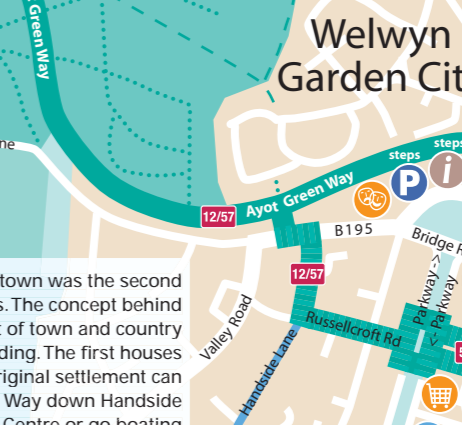 Green Way
Welwyn
Garden Cit
ne
steps
steps
P
i
12/57
Ayot Green Way
B195
Bridge R
12/57
Parkway ->
<- Parkway
Russellcroft Rd
5
Valley Road
Handside Lane
town was the second
s. The concept behind
t of town and country
ding. The first houses
riginal settlement can
Way down Handside
Centre or go boating